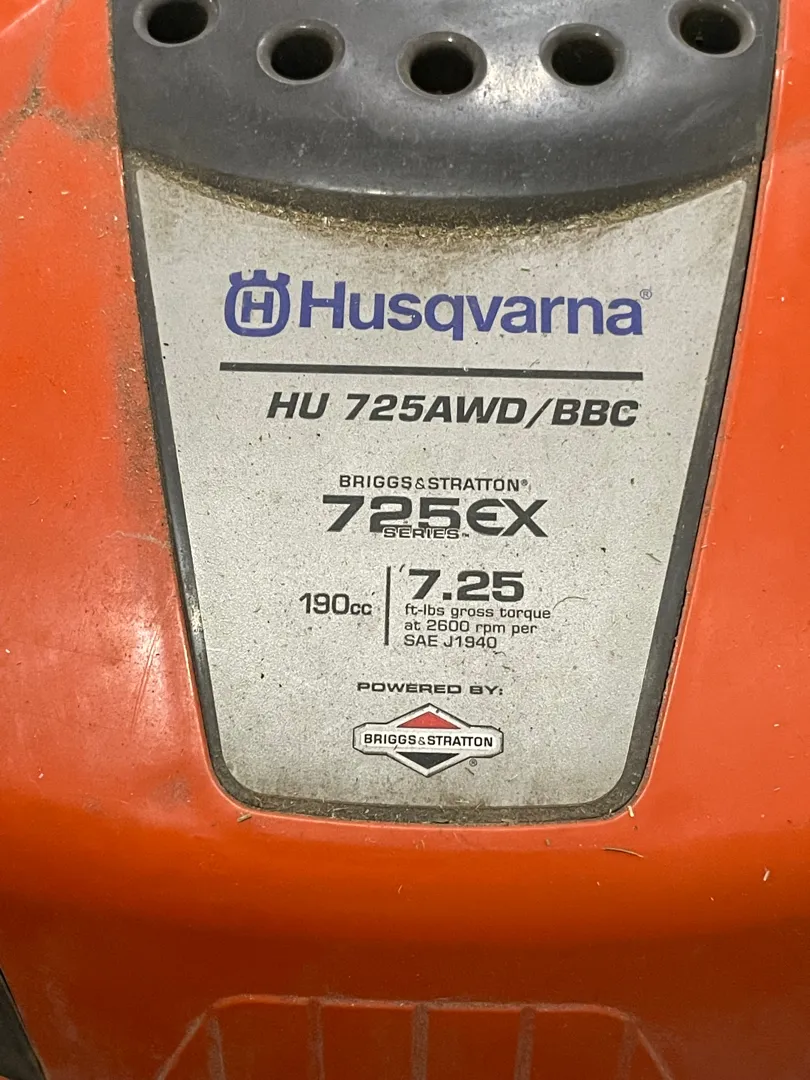 H Husqvarna®
HU 725AWD/BBC
BRIGGS&STRATTON®
725EX
SERIES™
190cc
7.25
ft-lbs gross torque
at 2600 rpm per
SAE J1940
POWERED BY:
BRIGGS&STRATTON
®